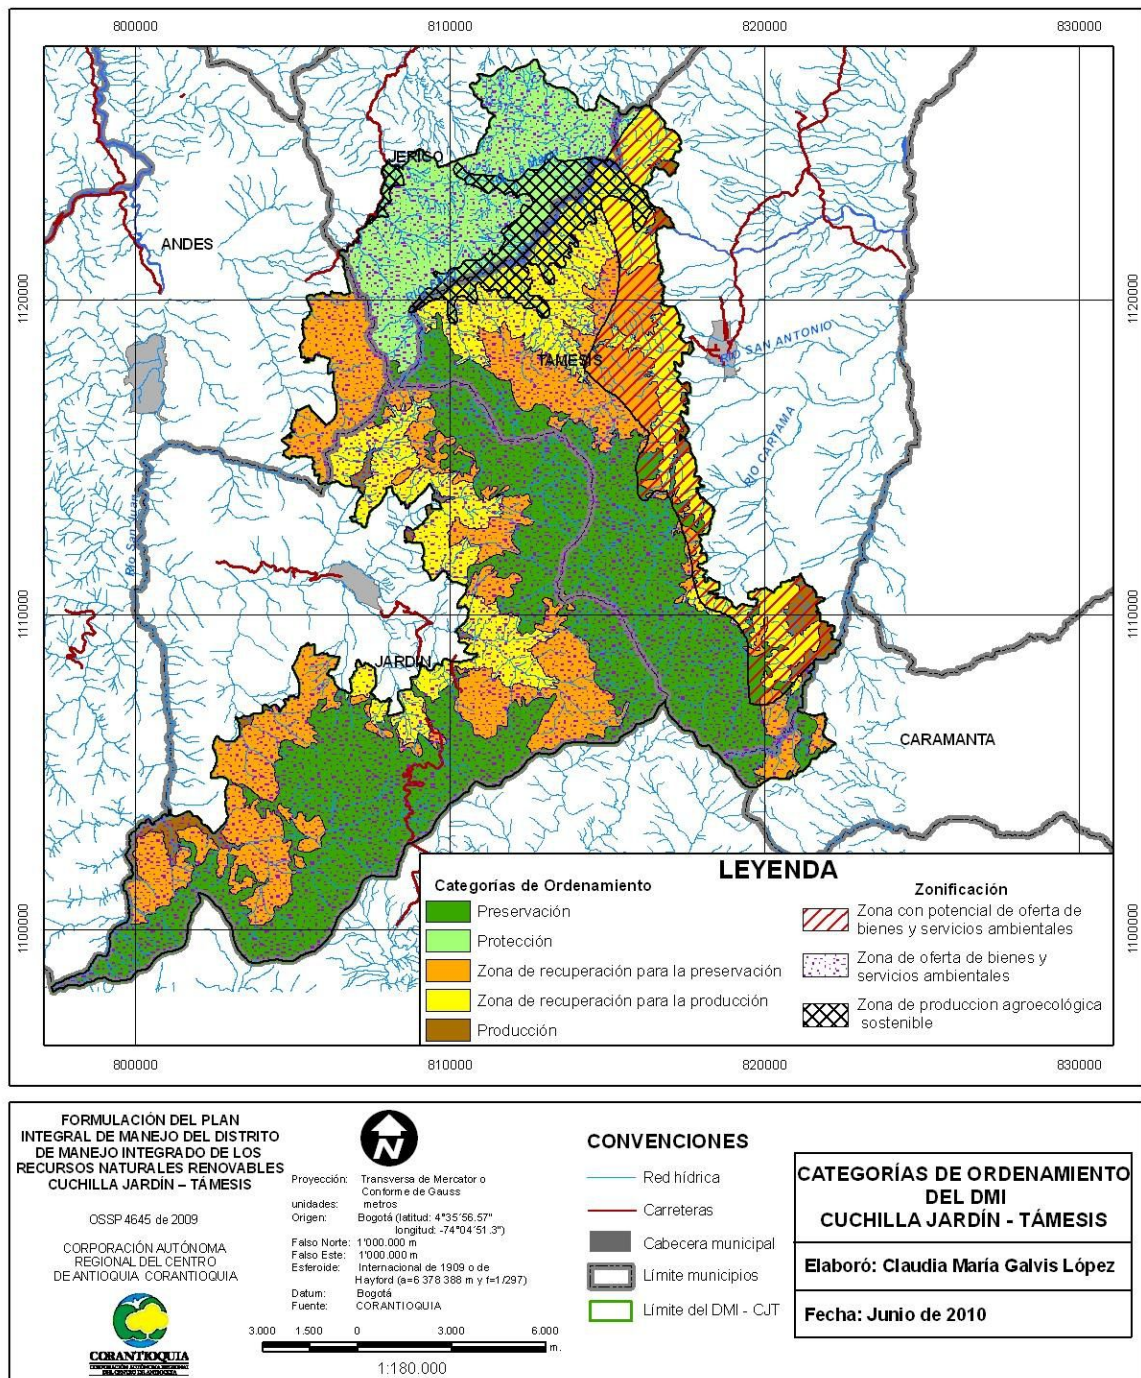 800000
810000
820000
830000
JERICO
ANDES
1120000
1120000
TAMESIS
RIO SAN ANTONIO
RIO CARTAMA
1110000
1110000
JARDIN
CARAMANTA
1100000
1100000
LEYENDA
Categorías de Ordenamiento
Preservación
Protección
Zona de recuperación para la preservación
Zona de recuperación para la producción
Producción
Zonificación
Zona con potencial de oferta de
bienes y servicios ambientales
Zona de oferta de bienes y
servicios ambientales
Zona de produccion agroecológica
sostenible
800000
810000
820000
830000
FORMULACIÓN DEL PLAN
INTEGRAL DE MANEJO DEL DISTRITO
DE MANEJO INTEGRADO DE LOS
RECURSOS NATURALES RENOVABLES
CUCHILLA JARDÍN – TÁMESIS
OSSP 4645 de 2009
CORPORACIÓN AUTÓNOMA
REGIONAL DEL CENTRO
DE ANTIOQUIA CORANTIOQUIA
CORANTIOQUIA
N
Proyección: Transversa de Mercator o
Conforme de Gauss
unidades: metros
Origen: Bogotá (latitud: 4°35'56.57"
longitud: -74°04'51.3")
Falso Norte: 1'000.000 m
Falso Este: 1'000.000 m
Esferoide: Internacional de 1909 o de
Hayford (a=6 378 388 m y f=1/297)
Datum: Bogotá
Fuente: CORANTIOQUIA
3.000 1.500 0 3.000 6.000
m.
1:180.000
CONVENCIONES
Red hídrica
Carreteras
Cabecera municipal
Límite municipios
Límite del DMI - CJT
CATEGORÍAS DE ORDENAMIENTO
DEL DMI
CUCHILLA JARDÍN - TÁMESIS
Elaboró: Claudia María Galvis López
Fecha: Junio de 2010